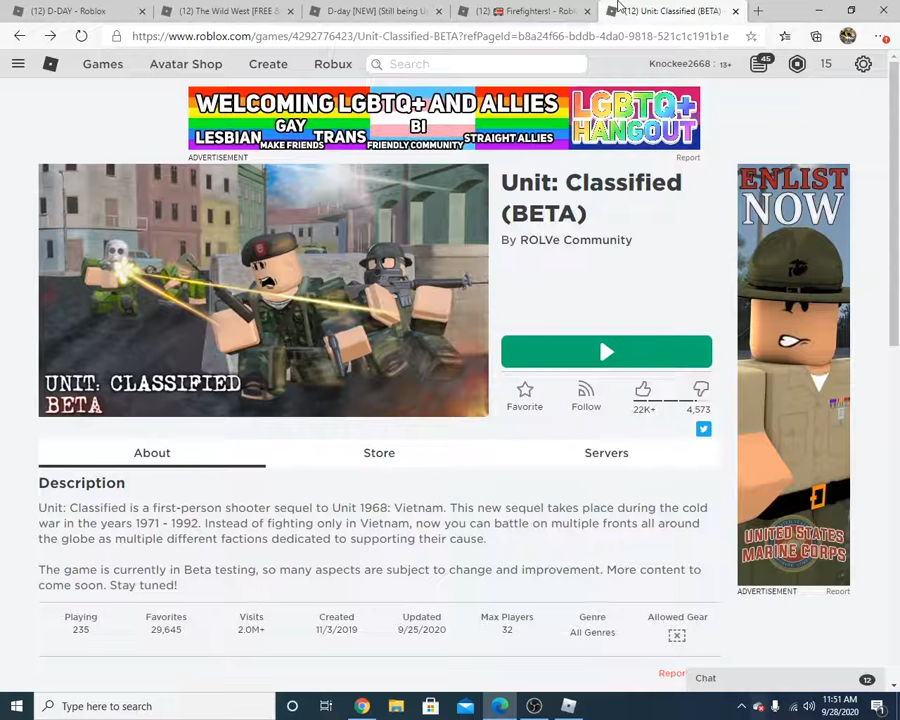 D-DAY - Roblox
(12) The Wild West [FREE &
D-day [NEW] (Still being U
(12) 🚒 Firefighters! - Robl
(12) Unit: Classified (BETA) -
https://www.roblox.com/games/4292776423/Unit-Classified-BETA?refPageId=b8a24f66-bddb-4da0-9818-521c1c191b1e
Games
Avatar Shop
Create
Robux
Search
Knockee2668 : 13+
45
15
WELCOMING LGBTQ+ AND ALLIES
LESBIAN
GAY
MAKE FRIENDS
TRANS
BI
FRIENDLY COMMUNITY
STRAIGHT ALLIES
LGBTQ+
HANGOUT
ADVERTISEMENT
Report
UNIT: CLASSIFIED
BETA
Unit: Classified
(BETA)
By ROLVe Community
Favorite
Follow
22K+
4,573
ENLIST
NOW
UNITED STATES
MARINE CORPS
ADVERTISEMENT
Report
About
Store
Servers
Description
Unit: Classified is a first-person shooter sequel to Unit 1968: Vietnam. This new sequel takes place during the cold
war in the years 1971 - 1992. Instead of fighting only in Vietnam, now you can battle on multiple fronts all around
the globe as multiple different factions dedicated to supporting their cause.
The game is currently in Beta testing, so many aspects are subject to change and improvement. More content to
come soon. Stay tuned!
Playing
235
Favorites
29,645
Visits
2.0M+
Created
11/3/2019
Updated
9/25/2020
Max Players
32
Genre
All Genres
Allowed Gear
Report
Chat
12
Type here to search
11:51 AM
9/28/2020
1